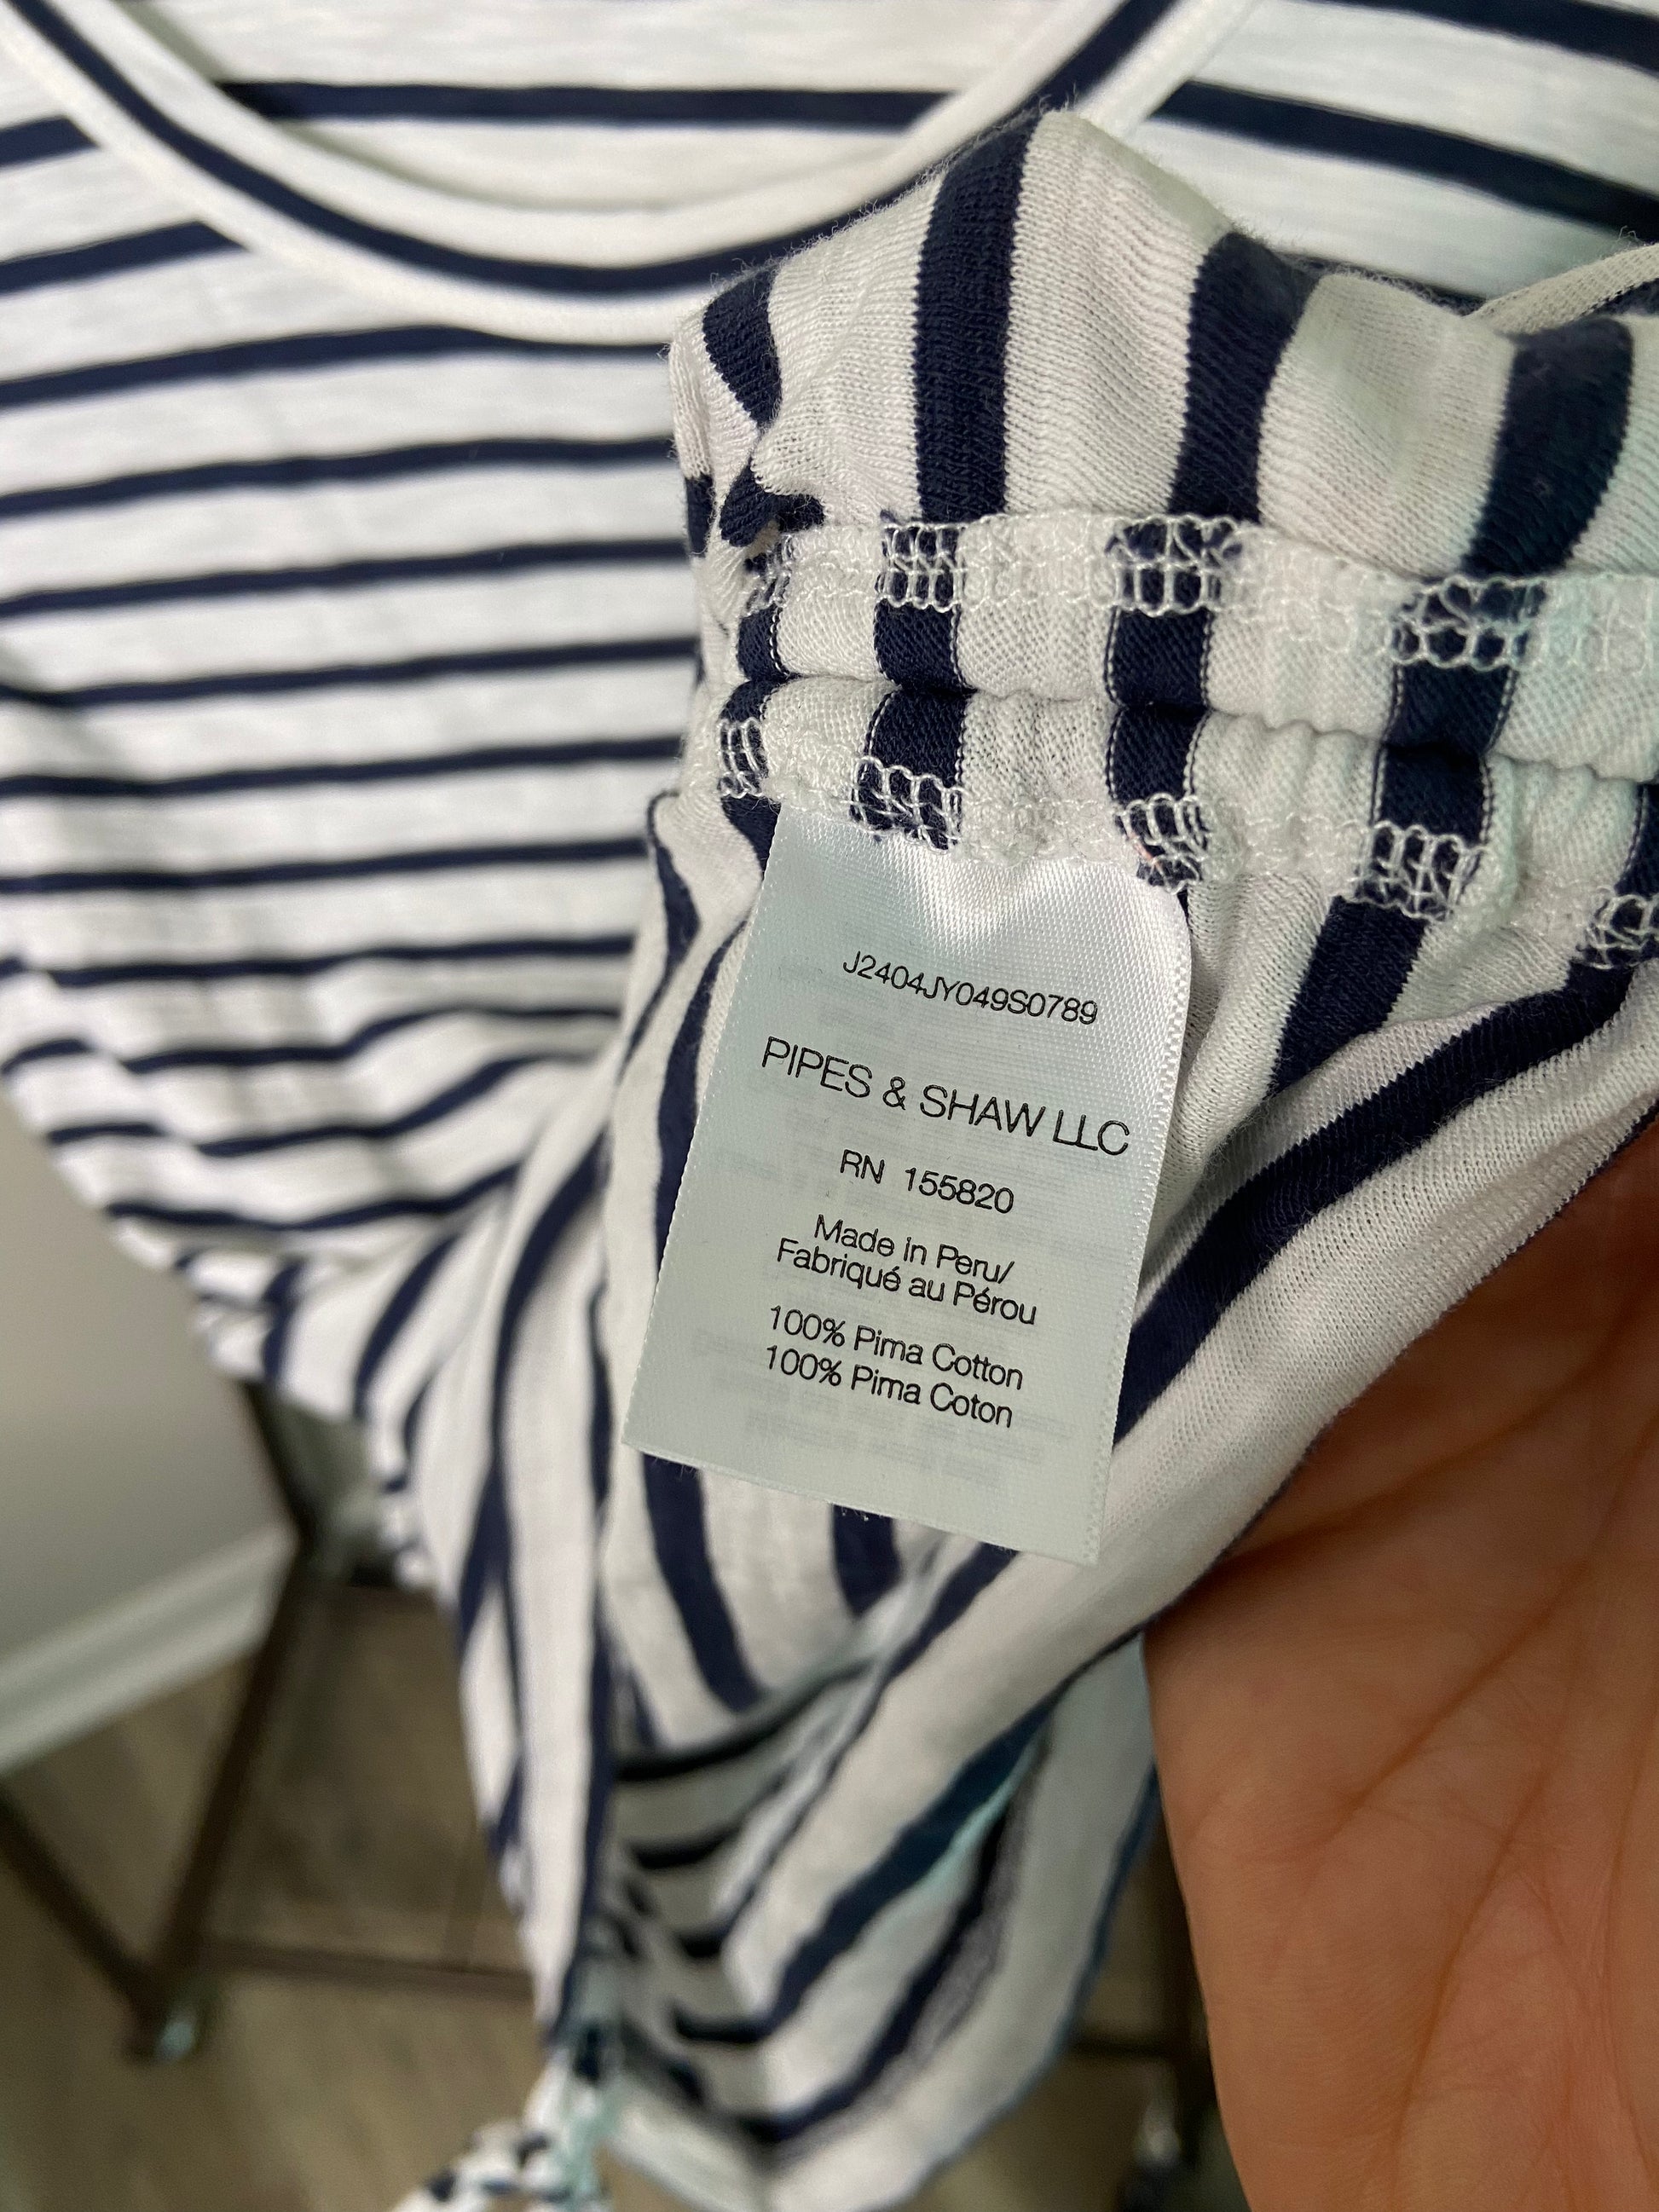 J2404JY049S0789
PIPES & SHAW LLC
RN 155820
Made in Peru/
Fabriqué au Pérou
100% Pima Cotton
100% Pima Coton